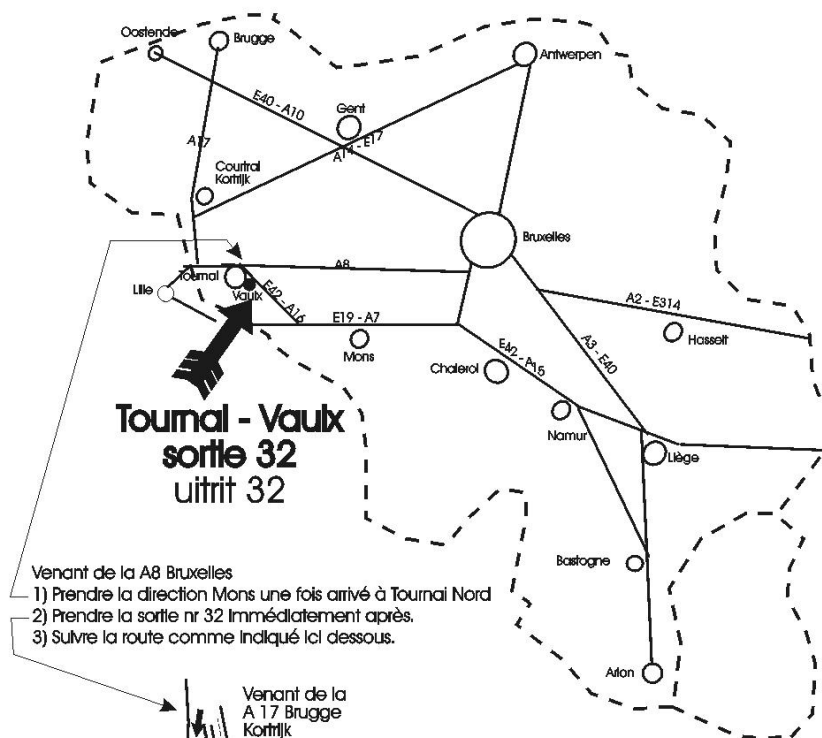 Oostende
Brugge
Antwerpen
E40 - A10
Gent
A17
A14 - E17
Courtrai
Kortrijk
Bruxelles
Tournai
A8
Lille
Vaulx
E42 - A16
E19 - A7
Mons
A2 - E314
Hasselt
A3 - E40
E42 - A15
Chaleroi
Namur
Liège
Tournai - Vaulx
sortie 32
uitrit 32
Bastogne
Venant de la A8 Bruxelles
1) Prendre la direction Mons une fois arrivé à Tournai Nord
2) Prendre la sortie nr 32 immédiatement après.
3) Suivre la route comme indiqué ici dessous.
Arlon
Venant de la
A 17 Brugge
Kortrijk